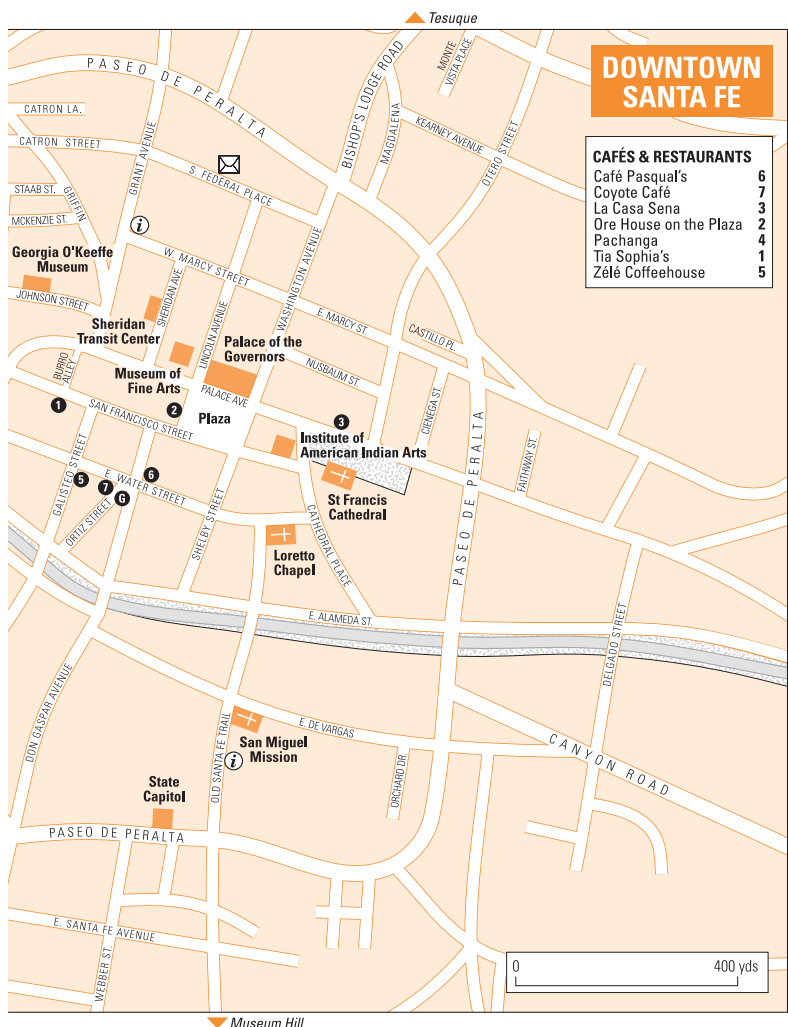 Tesuque
DOWNTOWN
SANTA FE
CAFÉS & RESTAURANTS
Café Pasqual's 6
Coyote Café 7
La Casa Sena 3
Ore House on the Plaza 2
Pachanga 4
Tia Sophia's 1
Zélé Coffeehouse 5
PASEO DE PERALTA
BISHOP'S LODGE ROAD
MONTE
VISTA PLACE
MAGDALENA
KEARNEY AVENUE
OTERO STREET
CATRON LA.
CATRON STREET
GRANT AVENUE
S. FEDERAL PLACE
STAAB ST.
GRIFFIN
MCKENZIE ST.
i
Georgia O'Keeffe
Museum
JOHNSON STREET
W. MARCY STREET
WASHINGTON AVENUE
SHERIDAN AVE
LINCOLN AVENUE
Sheridan
Transit Center
E. MARCY ST.
CASTILLO PL.
Palace of the
Governors
NUSBAUM ST.
Museum of
Fine Arts
PALACE AVE
BURRO
ALLEY
1
SAN FRANCISCO STREET
2
Plaza
3
CIENEGA ST.
Institute of
American Indian Arts
FAITHWAY ST.
PASEO DE PERALTA
GALISTEO STREET
5
7
6
G
E. WATER STREET
ORTIZ STREET
SHELBY STREET
St Francis
Cathedral
CATHEDRAL PLACE
Loretto
Chapel
E. ALAMEDA ST.
DELGADO STREET
DON GASPAR AVENUE
OLD SANTA FE TRAIL
E. DE VARGAS
San Miguel
Mission
i
ORCHARD DR.
CANYON ROAD
State
Capitol
PASEO DE PERALTA
E. SANTA FE AVENUE
WEBBER ST.
0 400 yds
Museum Hill